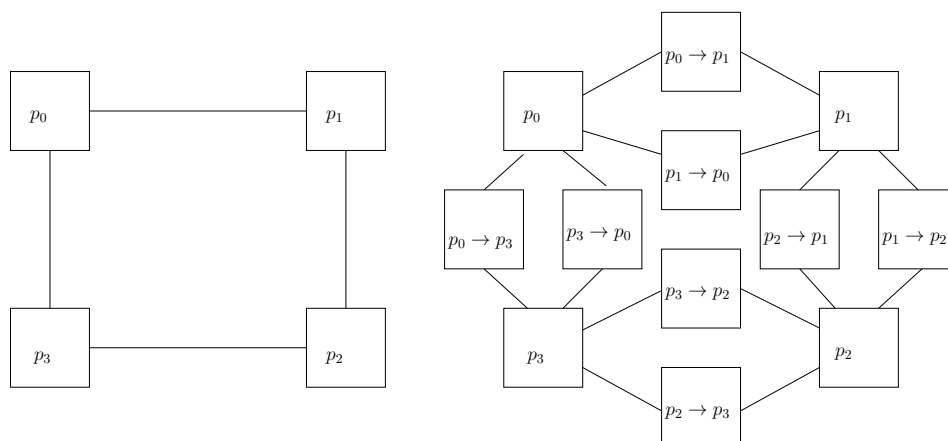 p₀
p₁
p₃
p₂
p₀ → p₁
p₀
p₁
p₁ → p₀
p₀ → p₃
p₃ → p₀
p₂ → p₁
p₁ → p₂
p₃ → p₂
p₃
p₂
p₂ → p₃